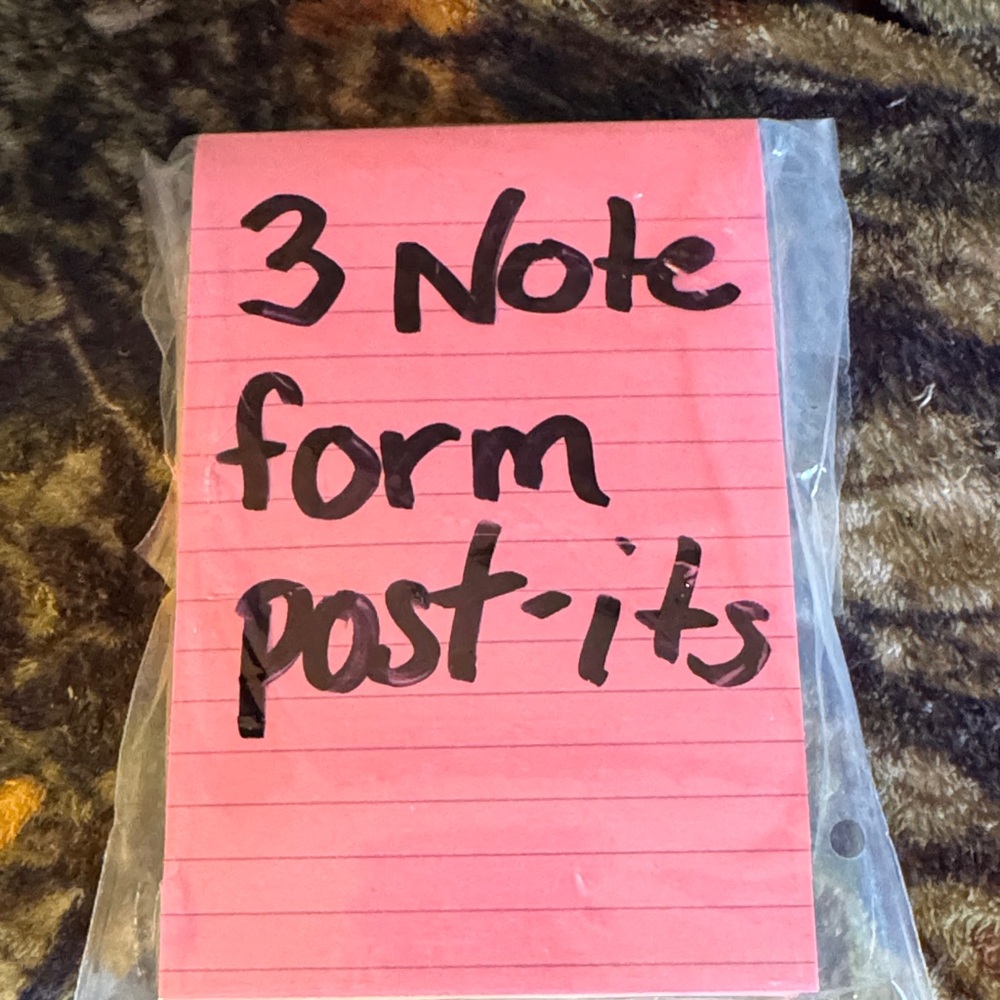 3 Note
form
post-its